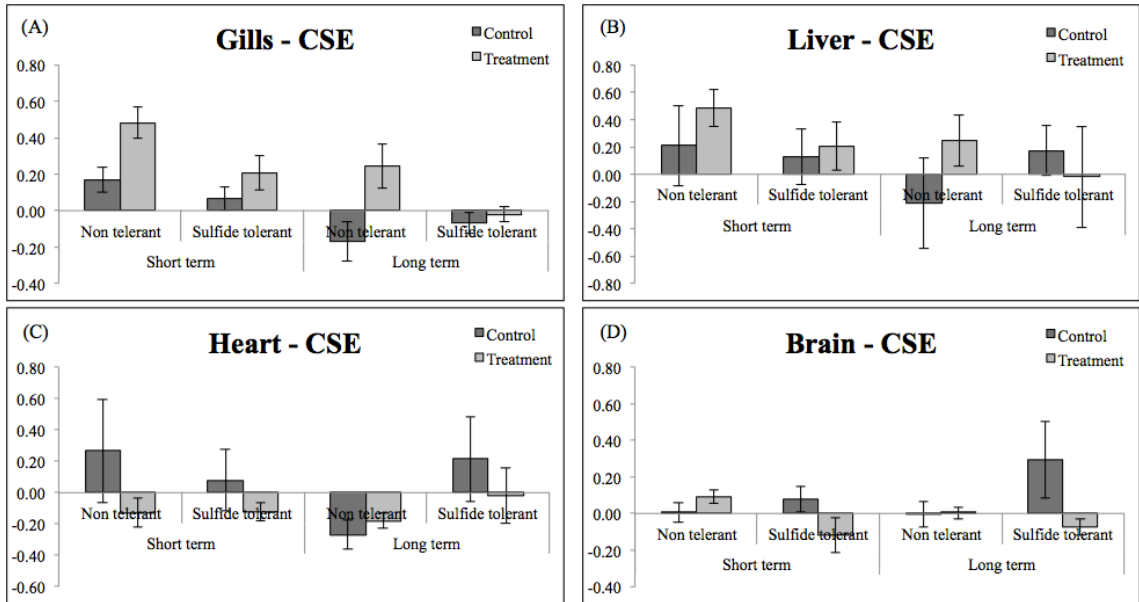 (A)
Gills - CSE
Control
Treatment
0.80
0.60
0.40
0.20
0.00
-0.20
-0.40
Non telerant Sulfide tolerant Non telerant Sulfide tolerant
Short term Long term
(B)
Liver - CSE
Control
Treatment
0.80
0.60
0.40
0.20
0.00
-0.20
-0.40
-0.60
-0.80
Non telerant Sulfide tolerant Non telerant Sulfide tolerant
Short term Long term
(C)
Heart - CSE
Control
Treatment
0.80
0.60
0.40
0.20
0.00
-0.20
-0.40
-0.60
Non telerant Sulfide tolerant Non telerant Sulfide tolerant
Short term Long term
(D)
Brain - CSE
Control
Treatment
0.80
0.60
0.40
0.20
0.00
-0.20
-0.40
Non telerant Sulfide tolerant Non telerant Sulfide tolerant
Short term Long term